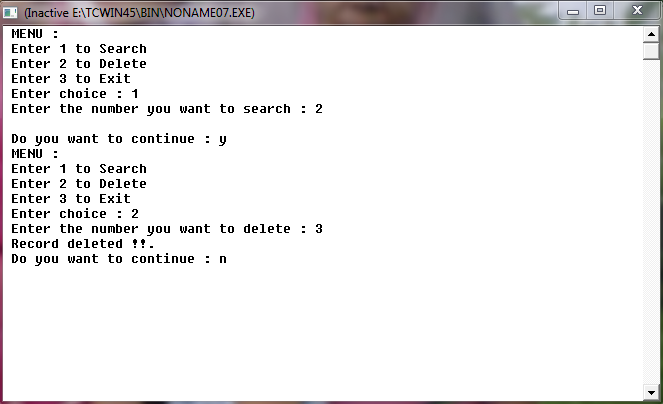 (Inactive E:\TCWIN45\BIN\NONAME07.EXE)
MENU :
Enter 1 to Search
Enter 2 to Delete
Enter 3 to Exit
Enter choice : 1
Enter the number you want to search : 2
Do you want to continue : y
MENU :
Enter 1 to Search
Enter 2 to Delete
Enter 3 to Exit
Enter choice : 2
Enter the number you want to delete : 3
Record deleted !!.
Do you want to continue : n